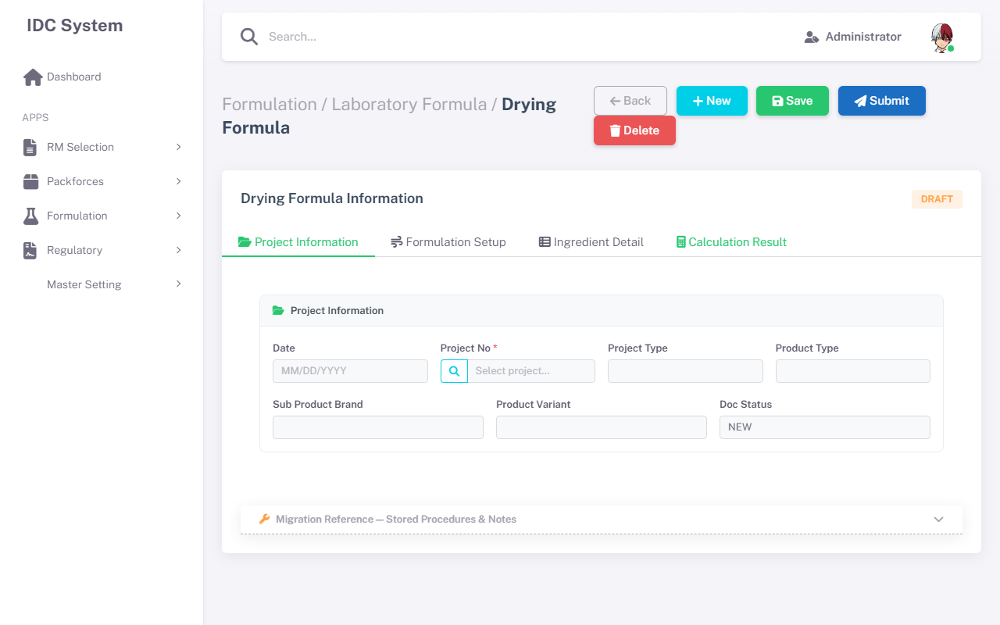 IDC System
Search...
Administrator
Dashboard
APPS
RM Selection
Packforces
Formulation
Regulatory
Master Setting
Formulation / Laboratory Formula / Drying
Formula
Back New Save Submit
Delete
Drying Formula Information
DRAFT
Project Information Formulation Setup Ingredient Detail Calculation Result
Project Information
Date Project No * Project Type Product Type
MM/DD/YYYY Select project...
Sub Product Brand Product Variant Doc Status
NEW
Migration Reference — Stored Procedures & Notes